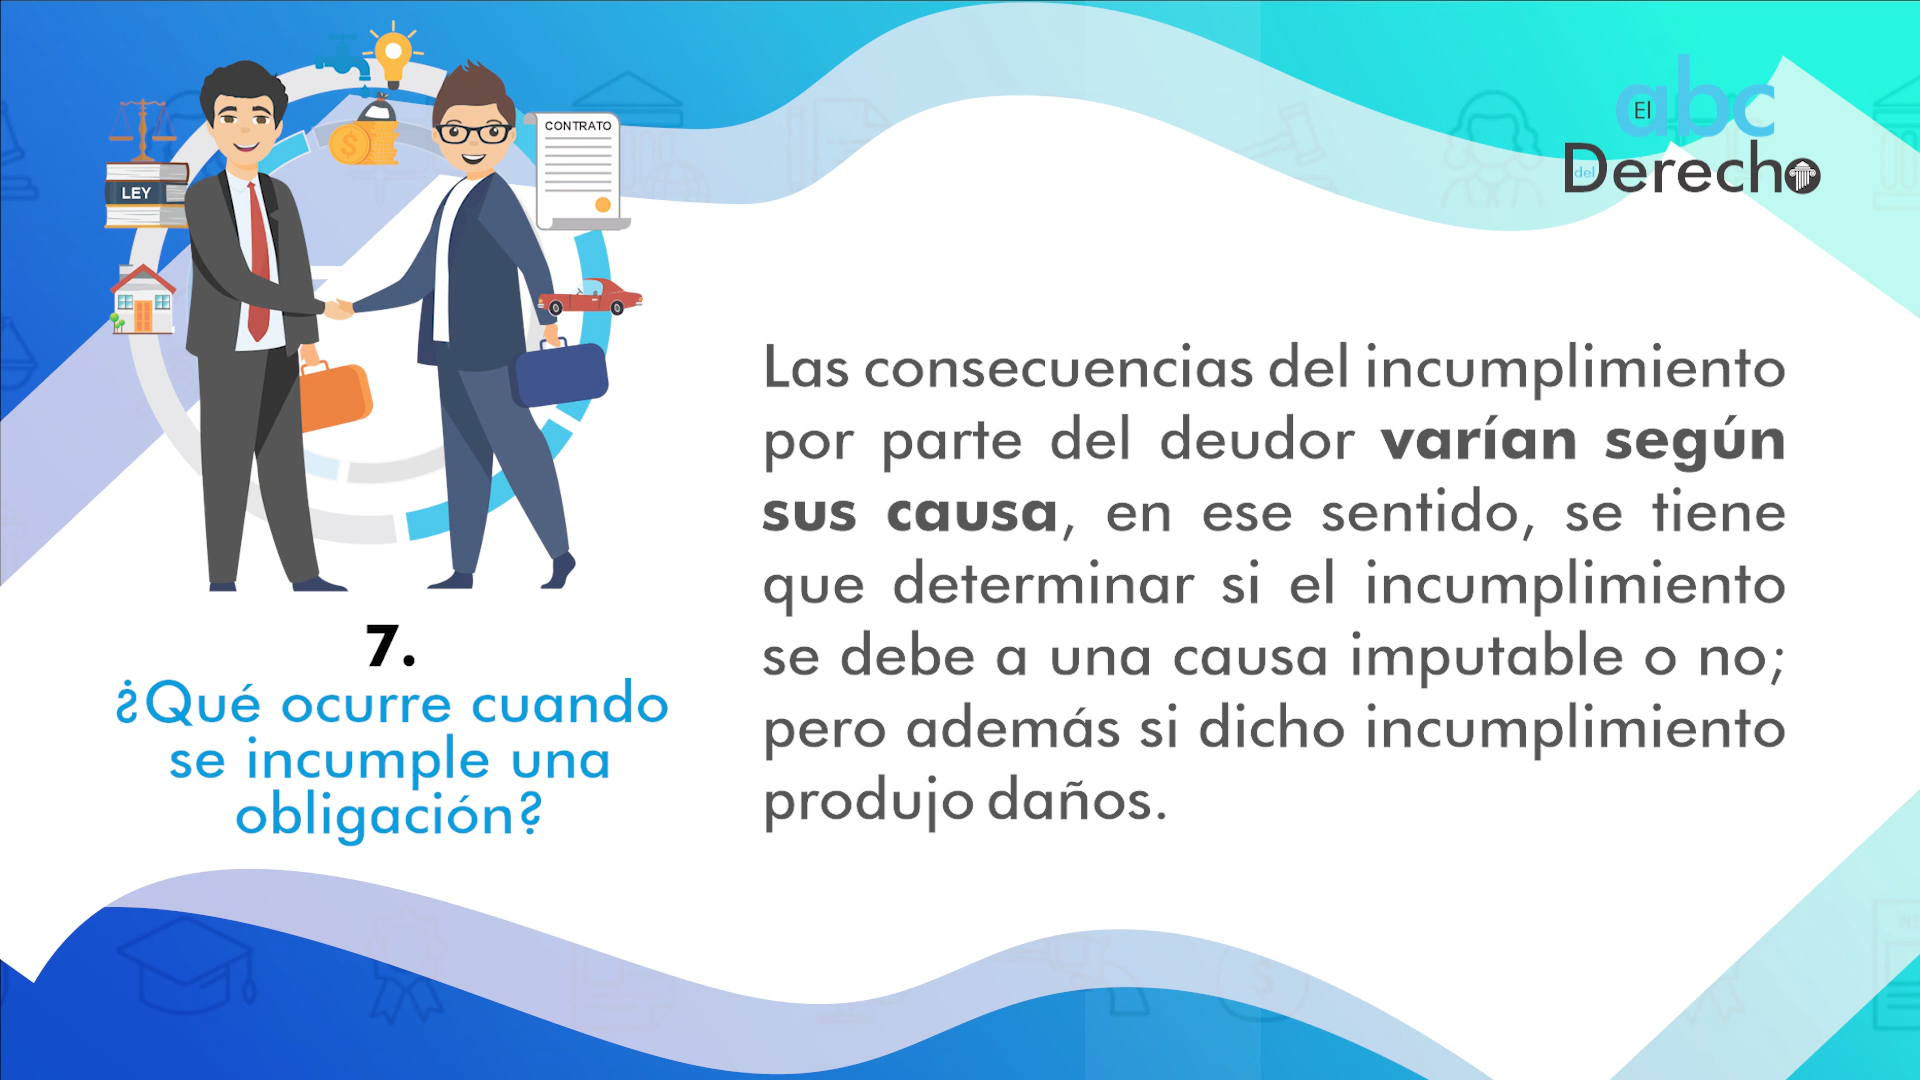 CONTRATO
LEY
El abc
del Derecho
7.
¿Qué ocurre cuando
se incumple una
obligación?
Las consecuencias del incumplimiento
por parte del deudor varían según
sus causa, en ese sentido, se tiene
que determinar si el incumplimiento
se debe a una causa imputable o no;
pero además si dicho incumplimiento
produjo daños.